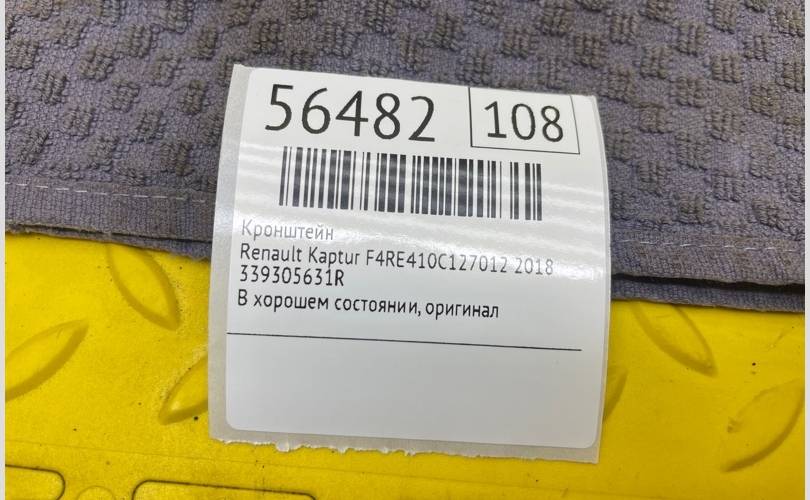 56482 108
Кронштейн
Renault Kaptur F4RE410C127012 2018
339305631R
В хорошем состоянии, оригинал